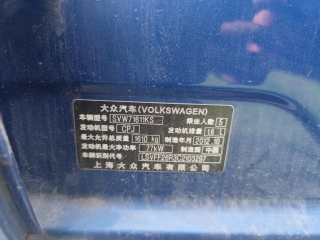 大众汽车(VOLKSWAGEN)
车辆型号 SVW71611KS 乘坐人数 5
发动机型号 CPJ 发动机排量 1.6 L
最大允许总质量 1610 kg 制造年月 2012.10
发动机最大净功率 77kW 制造国 中国
车辆识别代号 LSVFF26R3C2103297
上海大众汽车有限公司